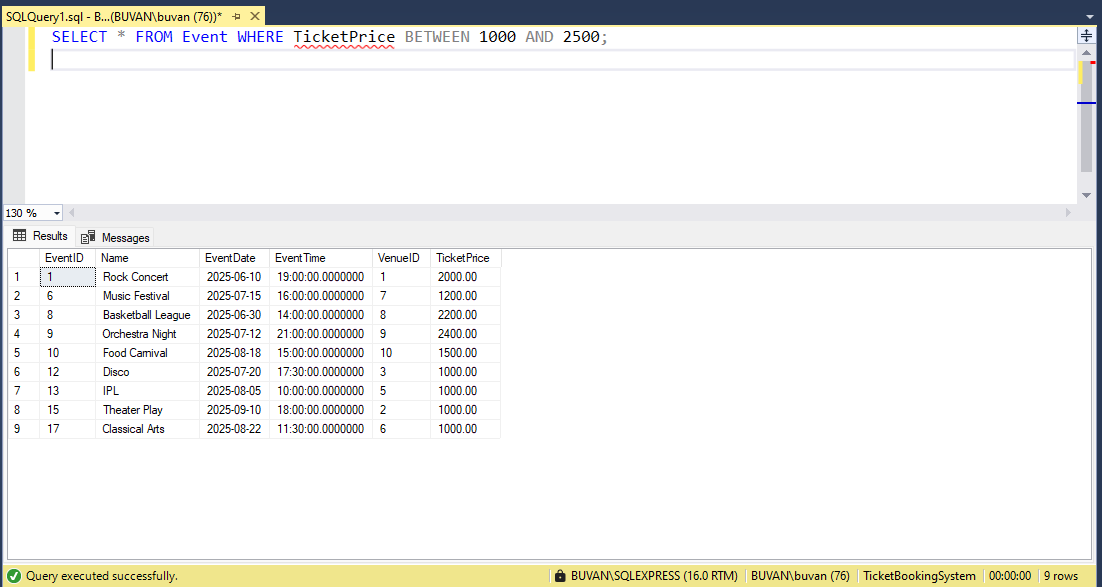 SQLQuery1.sql - B...(BUVAN\buvan (76))*
SELECT * FROM Event WHERE TicketPrice BETWEEN 1000 AND 2500;
130 %
Results Messages
EventID Name EventDate EventTime VenueID TicketPrice
1 1 Rock Concert 2025-06-10 19:00:00.0000000 1 2000.00
2 6 Music Festival 2025-07-15 16:00:00.0000000 7 1200.00
3 8 Basketball League 2025-06-30 14:00:00.0000000 8 2200.00
4 9 Orchestra Night 2025-07-12 21:00:00.0000000 9 2400.00
5 10 Food Carnival 2025-08-18 15:00:00.0000000 10 1500.00
6 12 Disco 2025-07-20 17:30:00.0000000 3 1000.00
7 13 IPL 2025-08-05 10:00:00.0000000 5 1000.00
8 15 Theater Play 2025-09-10 18:00:00.0000000 2 1000.00
9 17 Classical Arts 2025-08-22 11:30:00.0000000 6 1000.00
Query executed successfully. BUVAN\SQLEXPRESS (16.0 RTM) BUVAN\buvan (76) TicketBookingSystem 00:00:00 9 rows